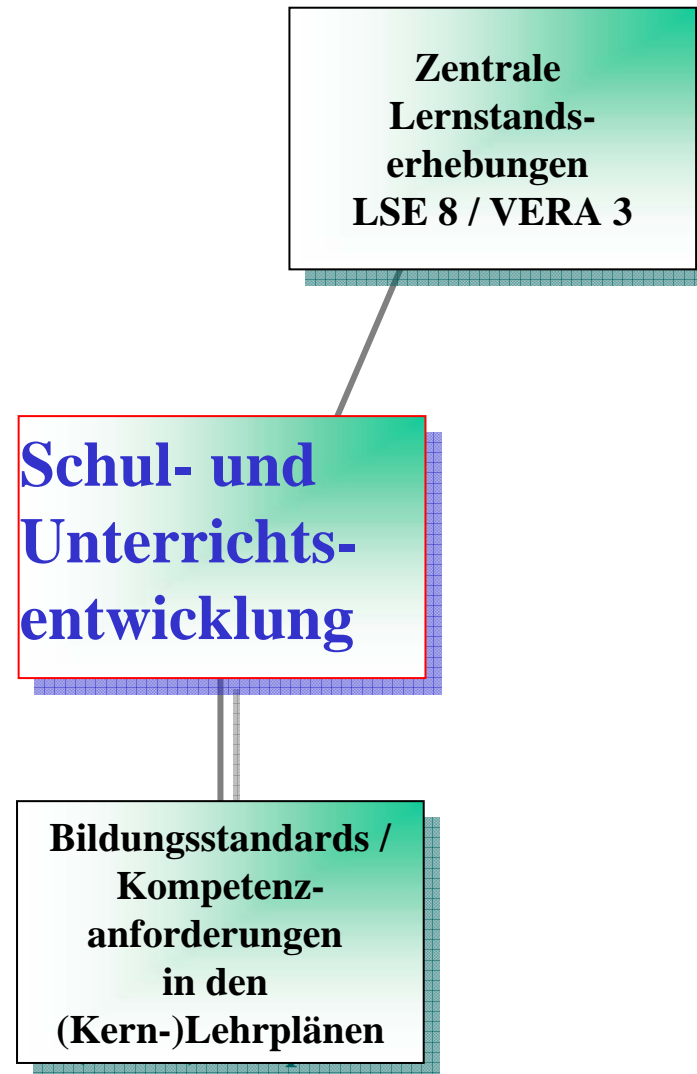 Zentrale
Lernstands-
erhebungen
LSE 8 / VERA 3
Schul- und
Unterrichts-
entwicklung
Bildungsstandards /
Kompetenz-
anforderungen
in den
(Kern-)Lehrplänen